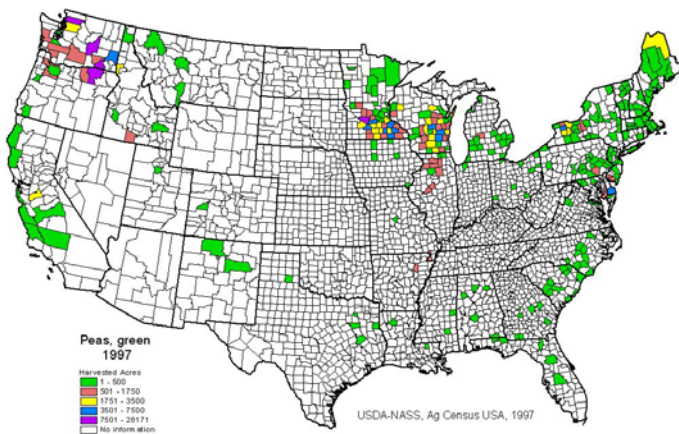 Peas, green
1997
Harvested Acres
1 - 500
501 - 1750
1751 - 3500
3501 - 7500
7501 - 28171
No information
USDA-NASS, Ag Census USA, 1997